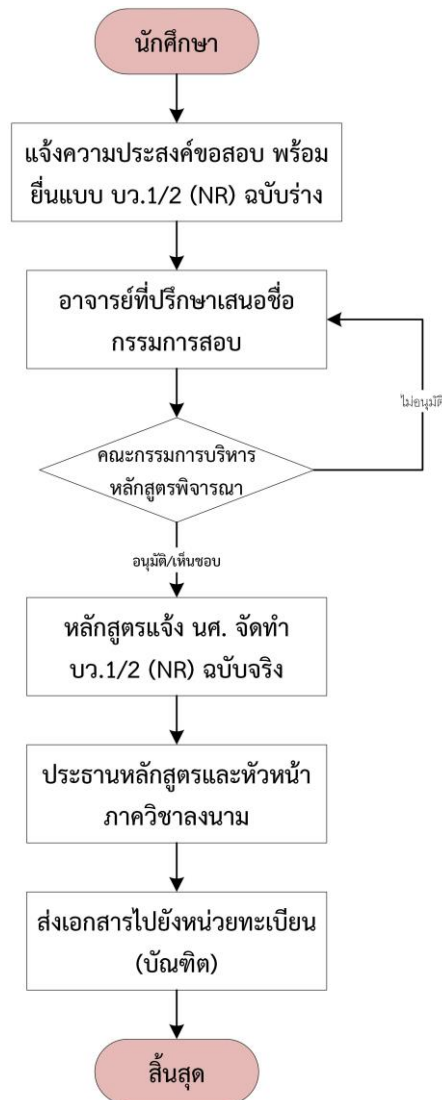 นักศึกษา
แจ้งความประสงค์ขอสอบ พร้อม
ยื่นแบบ บว.1/2 (NR) ฉบับร่าง
อาจารย์ที่ปรึกษาเสนอชื่อ
กรรมการสอบ
ไม่อนุมัติ
คณะกรรมการบริหาร
หลักสูตรพิจารณา
อนุมัติ/เห็นชอบ
หลักสูตรแจ้ง นศ. จัดทำ
บว.1/2 (NR) ฉบับจริง
ประธานหลักสูตรและหัวหน้า
ภาควิชาลงนาม
ส่งเอกสารไปยังหน่วยทะเบียน
(บัณฑิต)
สิ้นสุด